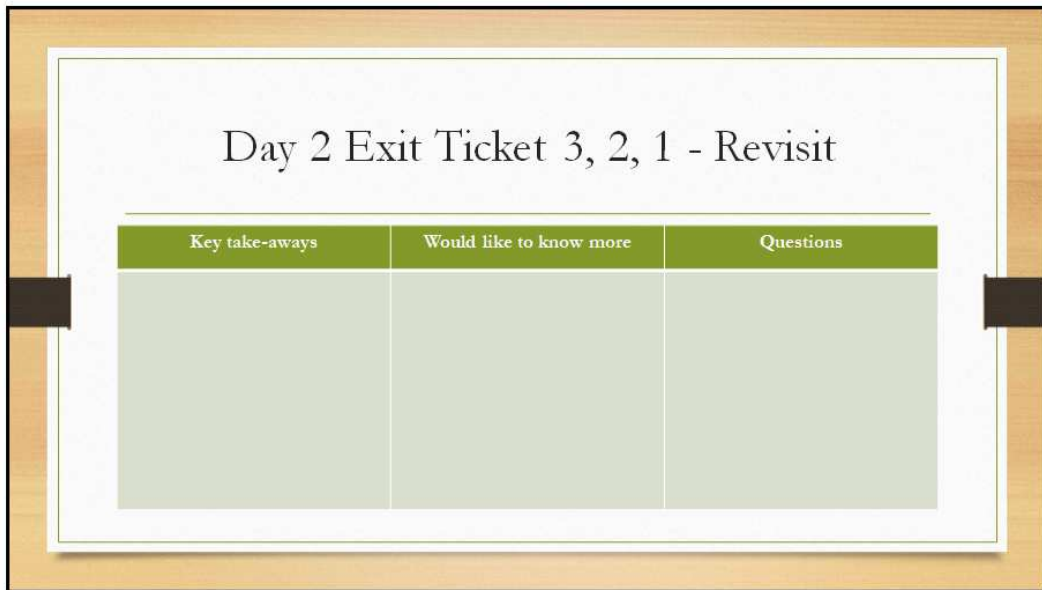 Day 2 Exit Ticket 3, 2, 1 - Revisit
Key take-aways
Would like to know more
Questions